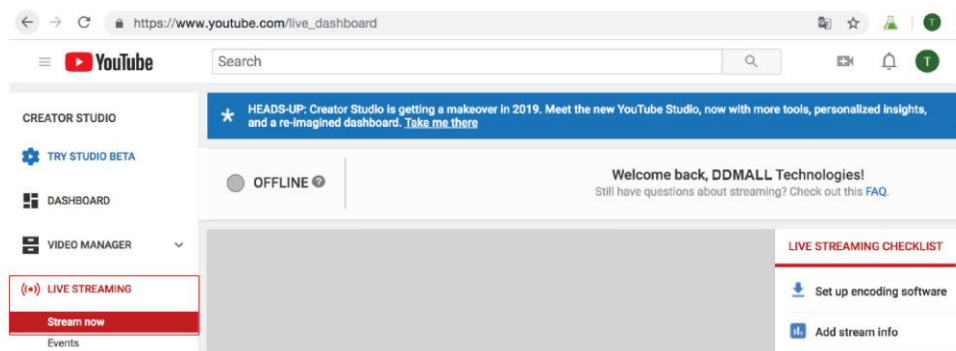 https://www.youtube.com/live_dashboard
T
YouTube
Search
T
CREATOR STUDIO
HEADS-UP: Creator Studio is getting a makeover in 2019. Meet the new YouTube Studio, now with more tools, personalized insights,
and a re-imagined dashboard. Take me there
TRY STUDIO BETA
OFFLINE ?
Welcome back, DDMALL Technologies!
Still have questions about streaming? Check out this FAQ.
DASHBOARD
VIDEO MANAGER
LIVE STREAMING CHECKLIST
LIVE STREAMING
Set up encoding software
Stream now
Add stream info
Events